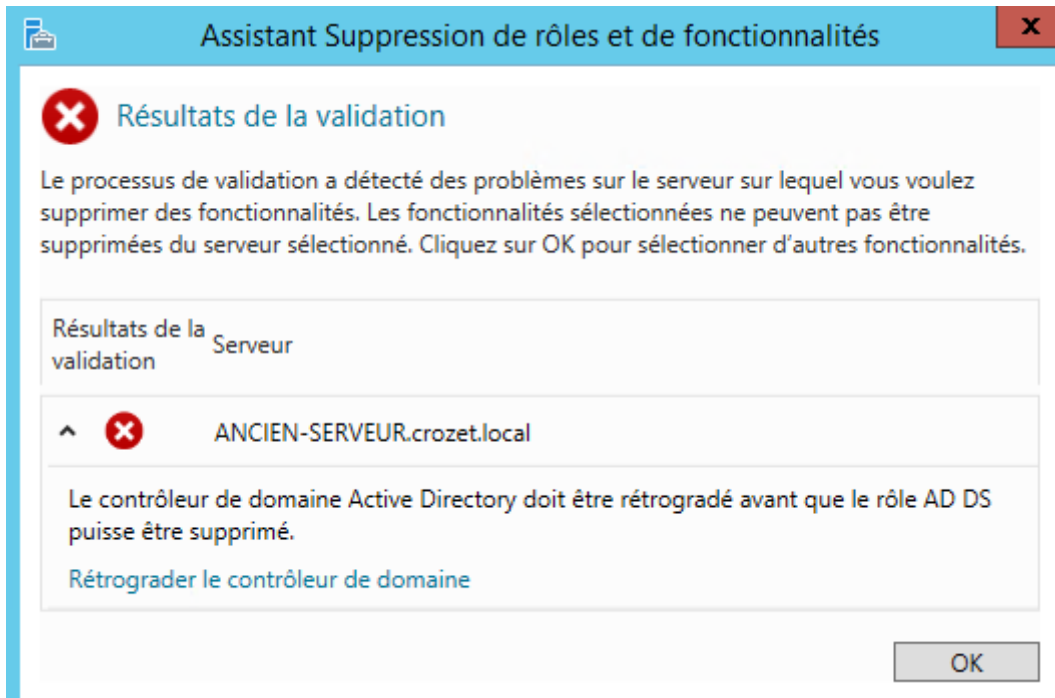 Assistant Suppression de rôles et de fonctionnalités
x
Résultats de la validation
Le processus de validation a détecté des problèmes sur le serveur sur lequel vous voulez
supprimer des fonctionnalités. Les fonctionnalités sélectionnées ne peuvent pas être
supprimées du serveur sélectionné. Cliquez sur OK pour sélectionner d’autres fonctionnalités.
Résultats de la
validation
Serveur
ANCIEN-SERVEUR.crozet.local
Le contrôleur de domaine Active Directory doit être rétrogradé avant que le rôle AD DS
puisse être supprimé.
Rétrograder le contrôleur de domaine
OK